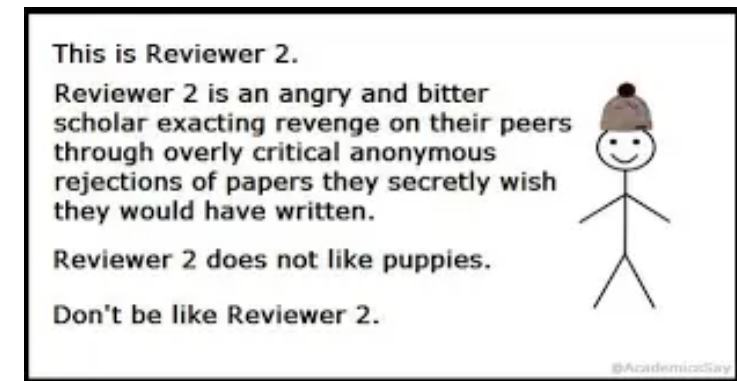 This is Reviewer 2.
Reviewer 2 is an angry and bitter
scholar exacting revenge on their peers
through overly critical anonymous
rejections of papers they secretly wish
they would have written.
Reviewer 2 does not like puppies.
Don't be like Reviewer 2.
@AcademicsSay